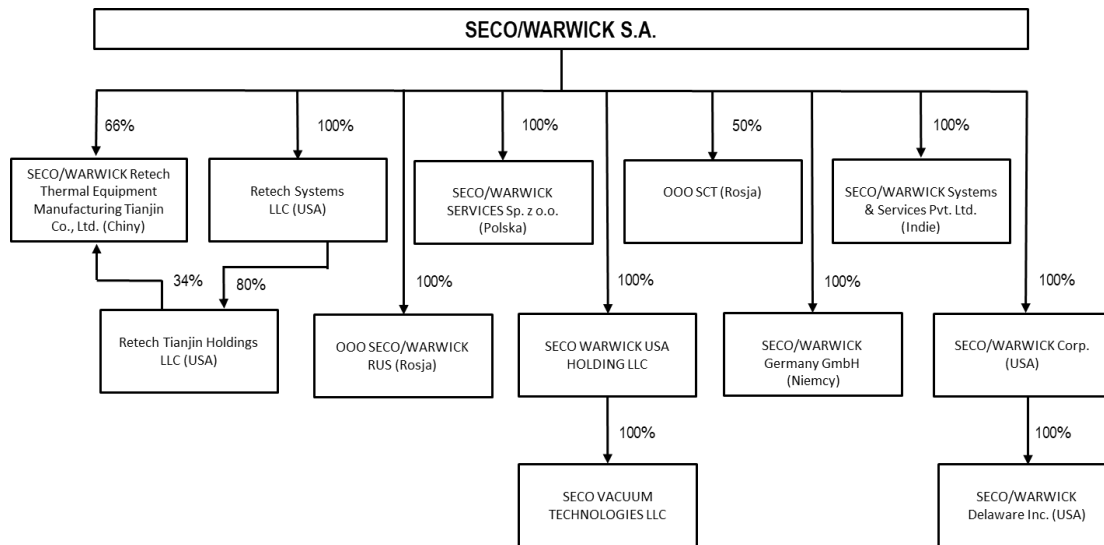 SECO/WARWICK S.A.
66%
100%
100%
50%
100%
SECO/WARWICK Retech
Thermal Equipment
Manufacturing Tianjin
Co., Ltd. (Chiny)
Retech Systems
LLC (USA)
SECO/WARWICK
SERVICES Sp. z o.o.
(Polska)
OOO SCT (Rosja)
SECO/WARWICK Systems
& Services Pvt. Ltd.
(Indie)
34%
80%
100%
100%
100%
100%
Retech Tianjin Holdings
LLC (USA)
OOO SECO/WARWICK
RUS (Rosja)
SECO WARWICK USA
HOLDING LLC
SECO/WARWICK
Germany GmbH
(Niemcy)
SECO/WARWICK Corp.
(USA)
100%
100%
SECO VACUUM
TECHNOLOGIES LLC
SECO/WARWICK
Delaware Inc. (USA)